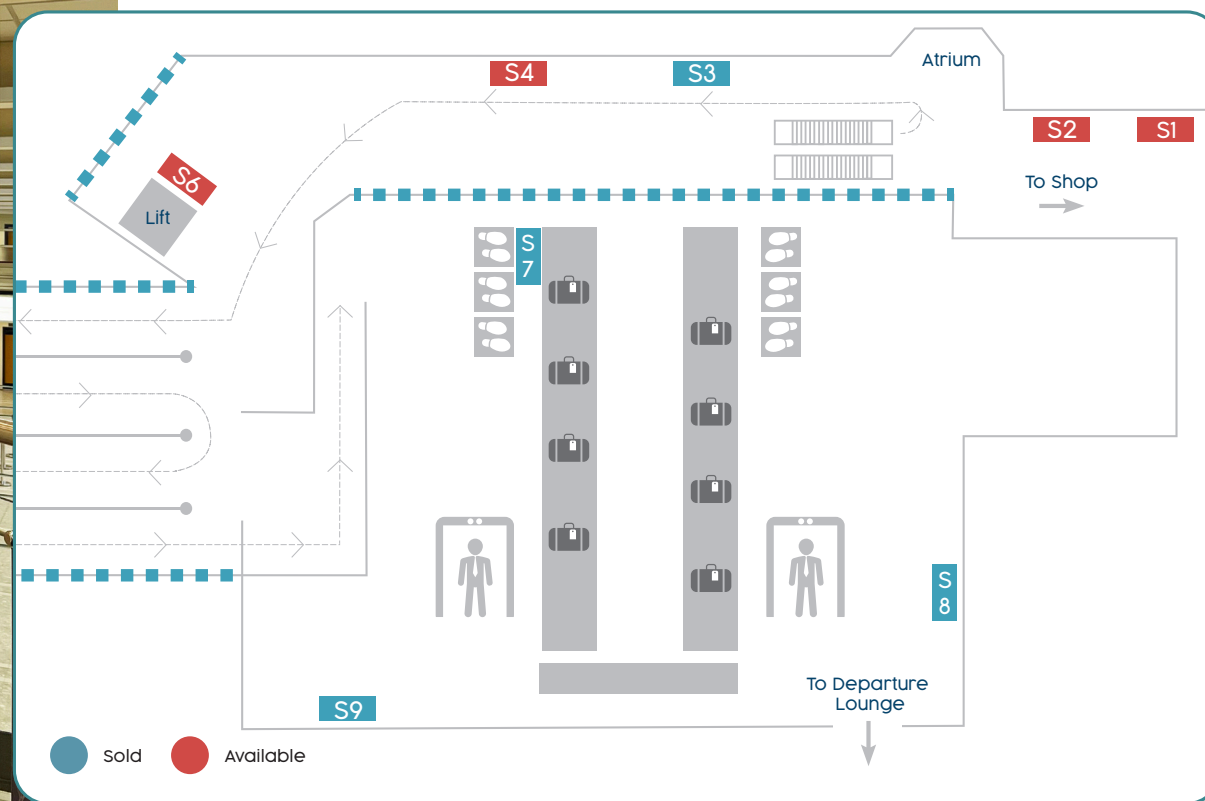 Atrium
S4
S3
S2
S1
S6
To Shop
Lift
S
7
S
8
To Departure
Lounge
S9
Sold
Available